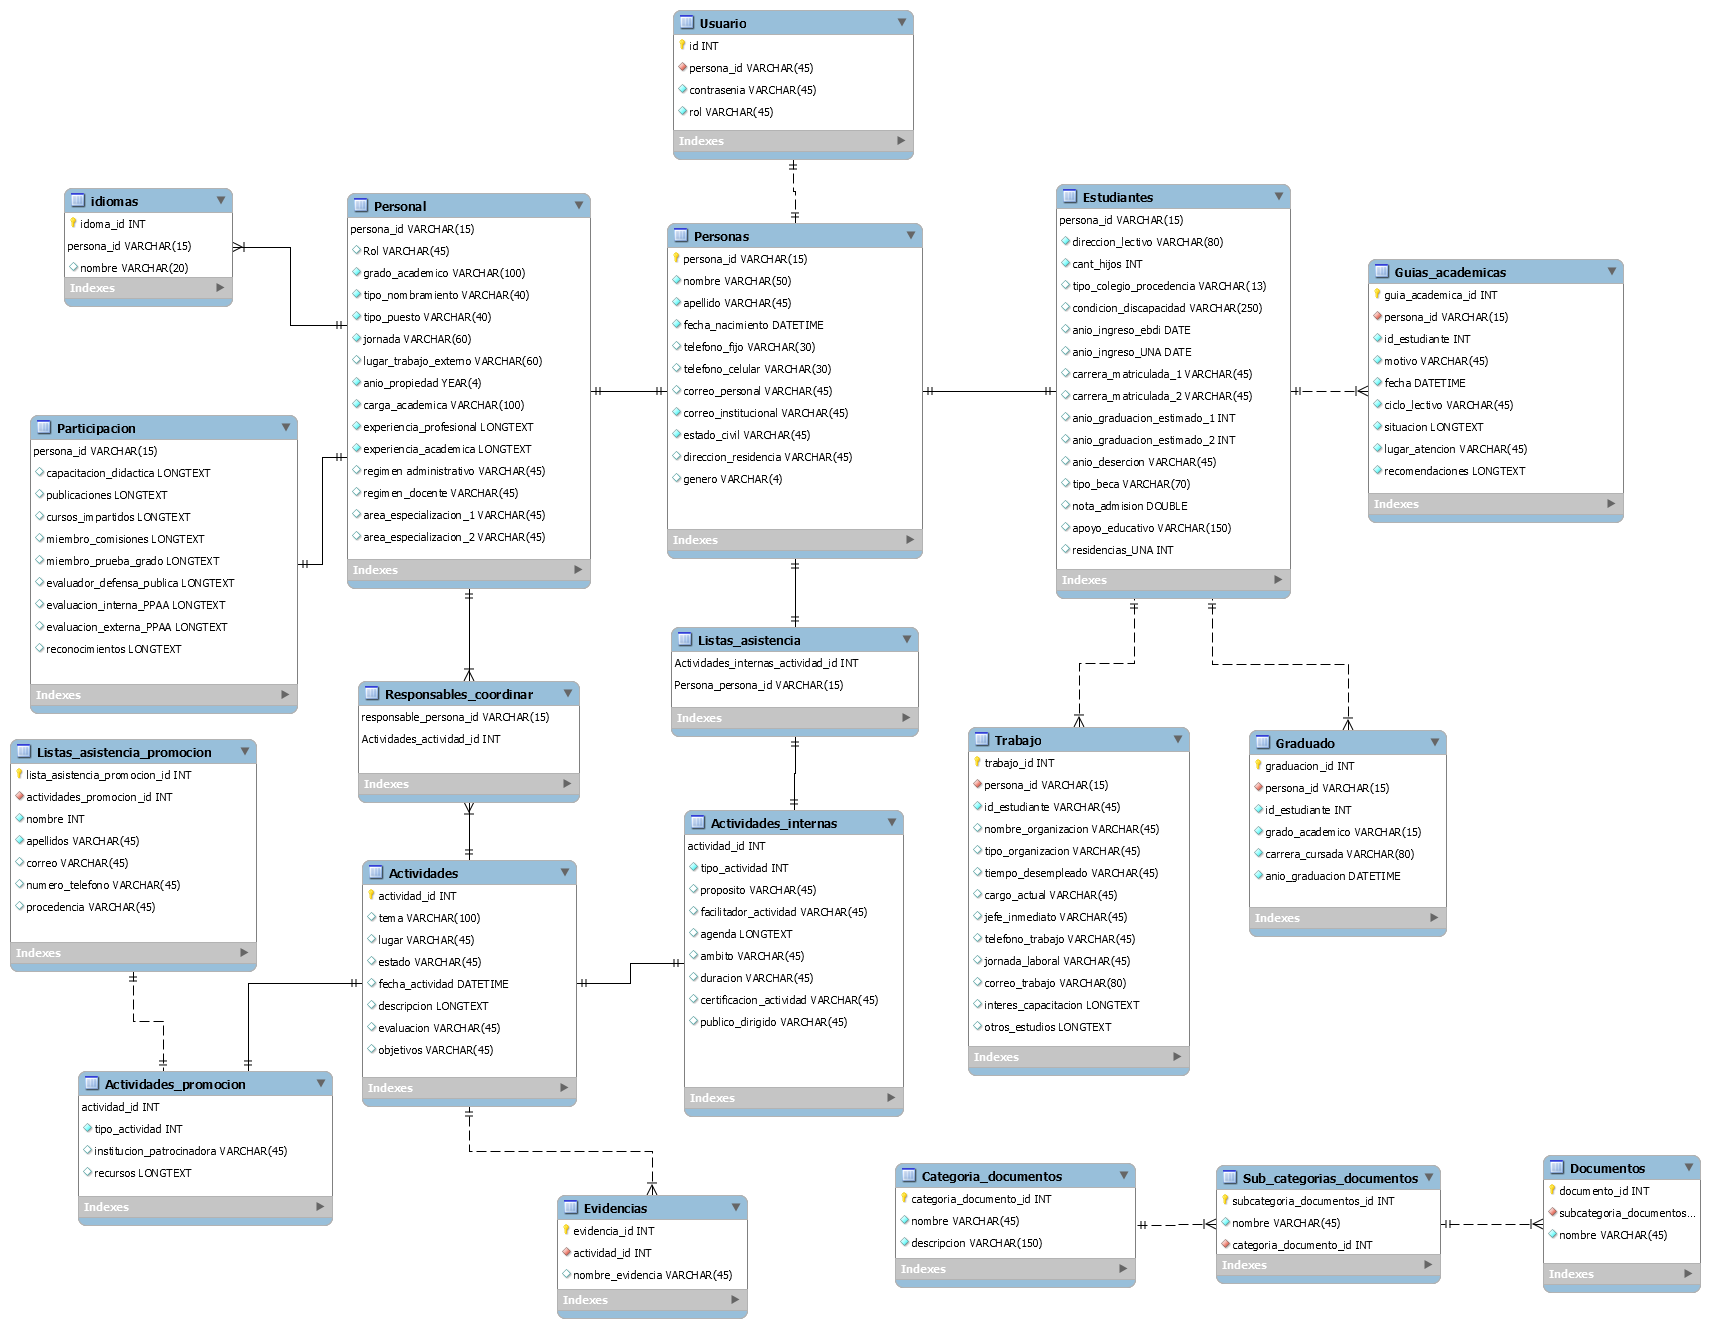 Usuario
id INT
persona_id VARCHAR(45)
contrasenia VARCHAR(45)
rol VARCHAR(45)
Indexes
idiomas
idoma_id INT
persona_id VARCHAR(15)
nombre VARCHAR(20)
Indexes
Personal
persona_id VARCHAR(15)
Rol VARCHAR(45)
grado_academico VARCHAR(100)
tipo_nombramiento VARCHAR(40)
tipo_puesto VARCHAR(40)
jornada VARCHAR(60)
lugar_trabajo_externo VARCHAR(60)
anio_propiedad YEAR(4)
carga_academica VARCHAR(100)
experiencia_profesional LONGTEXT
experiencia_academica LONGTEXT
regimen_administrativo VARCHAR(45)
regimen_docente VARCHAR(45)
area_especializacion_1 VARCHAR(45)
area_especializacion_2 VARCHAR(45)
Indexes
Personas
persona_id VARCHAR(15)
nombre VARCHAR(50)
apellido VARCHAR(45)
fecha_nacimiento DATETIME
telefono_fijo VARCHAR(30)
telefono_celular VARCHAR(30)
correo_personal VARCHAR(45)
correo_institucional VARCHAR(45)
estado_civil VARCHAR(45)
direccion_residencia VARCHAR(45)
genero VARCHAR(4)
Indexes
Estudiantes
persona_id VARCHAR(15)
direccion_lectivo VARCHAR(80)
cant_hijos INT
tipo_colegio_procedencia VARCHAR(13)
condicion_discapacidad VARCHAR(250)
anio_ingreso_ebdi DATE
anio_ingreso_UNA DATE
carrera_matriculada_1 VARCHAR(45)
carrera_matriculada_2 VARCHAR(45)
anio_graduacion_estimado_1 INT
anio_graduacion_estimado_2 INT
anio_desercion VARCHAR(45)
tipo_beca VARCHAR(70)
nota_admision DOUBLE
apoyo_educativo VARCHAR(150)
residencias_UNA INT
Indexes
Guias_academicas
guia_academica_id INT
persona_id VARCHAR(15)
id_estudiante INT
motivo VARCHAR(45)
fecha DATETIME
ciclo_lectivo VARCHAR(45)
situacion LONGTEXT
lugar_atencion VARCHAR(45)
recomendaciones LONGTEXT
Indexes
Participacion
persona_id VARCHAR(15)
capacitacion_didactica LONGTEXT
publicaciones LONGTEXT
cursos_impartidos LONGTEXT
miembro_comisiones LONGTEXT
miembro_prueba_grado LONGTEXT
evaluador_defensa_publica LONGTEXT
evaluacion_interna_PPAA LONGTEXT
evaluacion_externa_PPAA LONGTEXT
reconocimientos LONGTEXT
Indexes
Listas_asistencia
Actividades_internas_actividad_id INT
Persona_persona_id VARCHAR(15)
Indexes
Responsables_coordinar
responsable_persona_id VARCHAR(15)
Actividades_actividad_id INT
Indexes
Listas_asistencia_promocion
lista_asistencia_promocion_id INT
actividades_promocion_id INT
nombre INT
apellidos VARCHAR(45)
correo VARCHAR(45)
numero_telefono VARCHAR(45)
procedencia VARCHAR(45)
Indexes
Trabajo
trabajo_id INT
persona_id VARCHAR(15)
id_estudiante VARCHAR(45)
nombre_organizacion VARCHAR(45)
tipo_organizacion VARCHAR(45)
tiempo_desempleado VARCHAR(45)
cargo_actual VARCHAR(45)
jefe_inmediato VARCHAR(45)
telefono_trabajo VARCHAR(45)
jornada_laboral VARCHAR(45)
correo_trabajo VARCHAR(80)
interes_capacitacion LONGTEXT
otros_estudios LONGTEXT
Indexes
Graduado
graduacion_id INT
persona_id VARCHAR(15)
id_estudiante INT
grado_academico VARCHAR(15)
carrera_cursada VARCHAR(80)
anio_graduacion DATETIME
Indexes
Actividades_internas
actividad_id INT
tipo_actividad INT
proposito VARCHAR(45)
facilitador_actividad VARCHAR(45)
agenda LONGTEXT
ambito VARCHAR(45)
duracion VARCHAR(45)
certificacion_actividad VARCHAR(45)
publico_dirigido VARCHAR(45)
Indexes
Actividades
actividad_id INT
tema VARCHAR(100)
lugar VARCHAR(45)
estado VARCHAR(45)
fecha_actividad DATETIME
descripcion LONGTEXT
evaluacion VARCHAR(45)
objetivos VARCHAR(45)
Indexes
Actividades_promocion
actividad_id INT
tipo_actividad INT
institucion_patrocinadora VARCHAR(45)
recursos LONGTEXT
Indexes
Evidencias
evidencia_id INT
actividad_id INT
nombre_evidencia VARCHAR(45)
Indexes
Categoria_documentos
categoria_documento_id INT
nombre VARCHAR(45)
descripcion VARCHAR(150)
Indexes
Sub_categorias_documentos
subcategoria_documentos_id INT
nombre VARCHAR(45)
categoria_documento_id INT
Indexes
Documentos
documento_id INT
subcategoria_documentos...
nombre VARCHAR(45)
Indexes